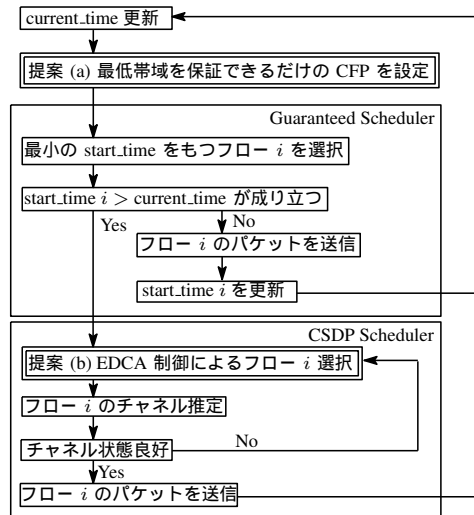 current_time 更新
提案 (a) 最低帯域を保証できるだけの CFP を設定
Guaranteed Scheduler
最小の start_time をもつフロー i を選択
start_time i > current_time が成り立つ
Yes
No
フロー i のパケットを送信
start_time i を更新
CSDP Scheduler
提案 (b) EDCA 制御によるフロー i 選択
フロー i のチャネル推定
チャネル状態良好
No
Yes
フロー i のパケットを送信